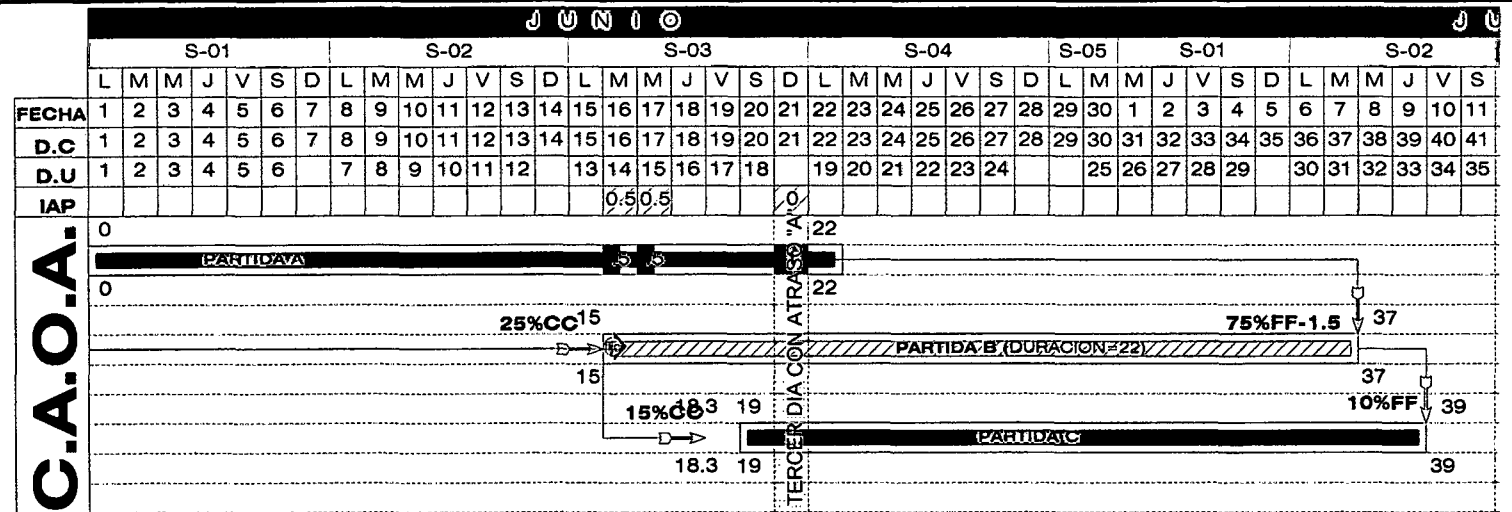 JUNIO JU
S-01 S-02 S-03 S-04 S-05 S-01 S-02
L M M J V S D L M M J V S D L M M J V S D L M M J V S D L M M J V S D L M M J V S
FECHA 1 2 3 4 5 6 7 8 9 10 11 12 13 14 15 16 17 18 19 20 21 22 23 24 25 26 27 28 29 30 1 2 3 4 5 6 7 8 9 10 11
D.C 1 2 3 4 5 6 7 8 9 10 11 12 13 14 15 16 17 18 19 20 21 22 23 24 25 26 27 28 29 30 31 32 33 34 35 36 37 38 39 40 41
D.U 1 2 3 4 5 6 7 8 9 10 11 12 13 14 15 16 17 18 19 20 21 22 23 24 25 26 27 28 29 30 31 32 33 34 35
IAP 0.5 0.5 0
C.A.O.A.
0 22
PARTIDA A .5 .5
0 22
TERCER DIA CON ATRASO "A"
25%CC 15 75%FF-1.5 37
PARTIDA B (DURACION=22)
15 37
15%CC 18.3 19 10%FF 39
PARTIDA C
18.3 19 39